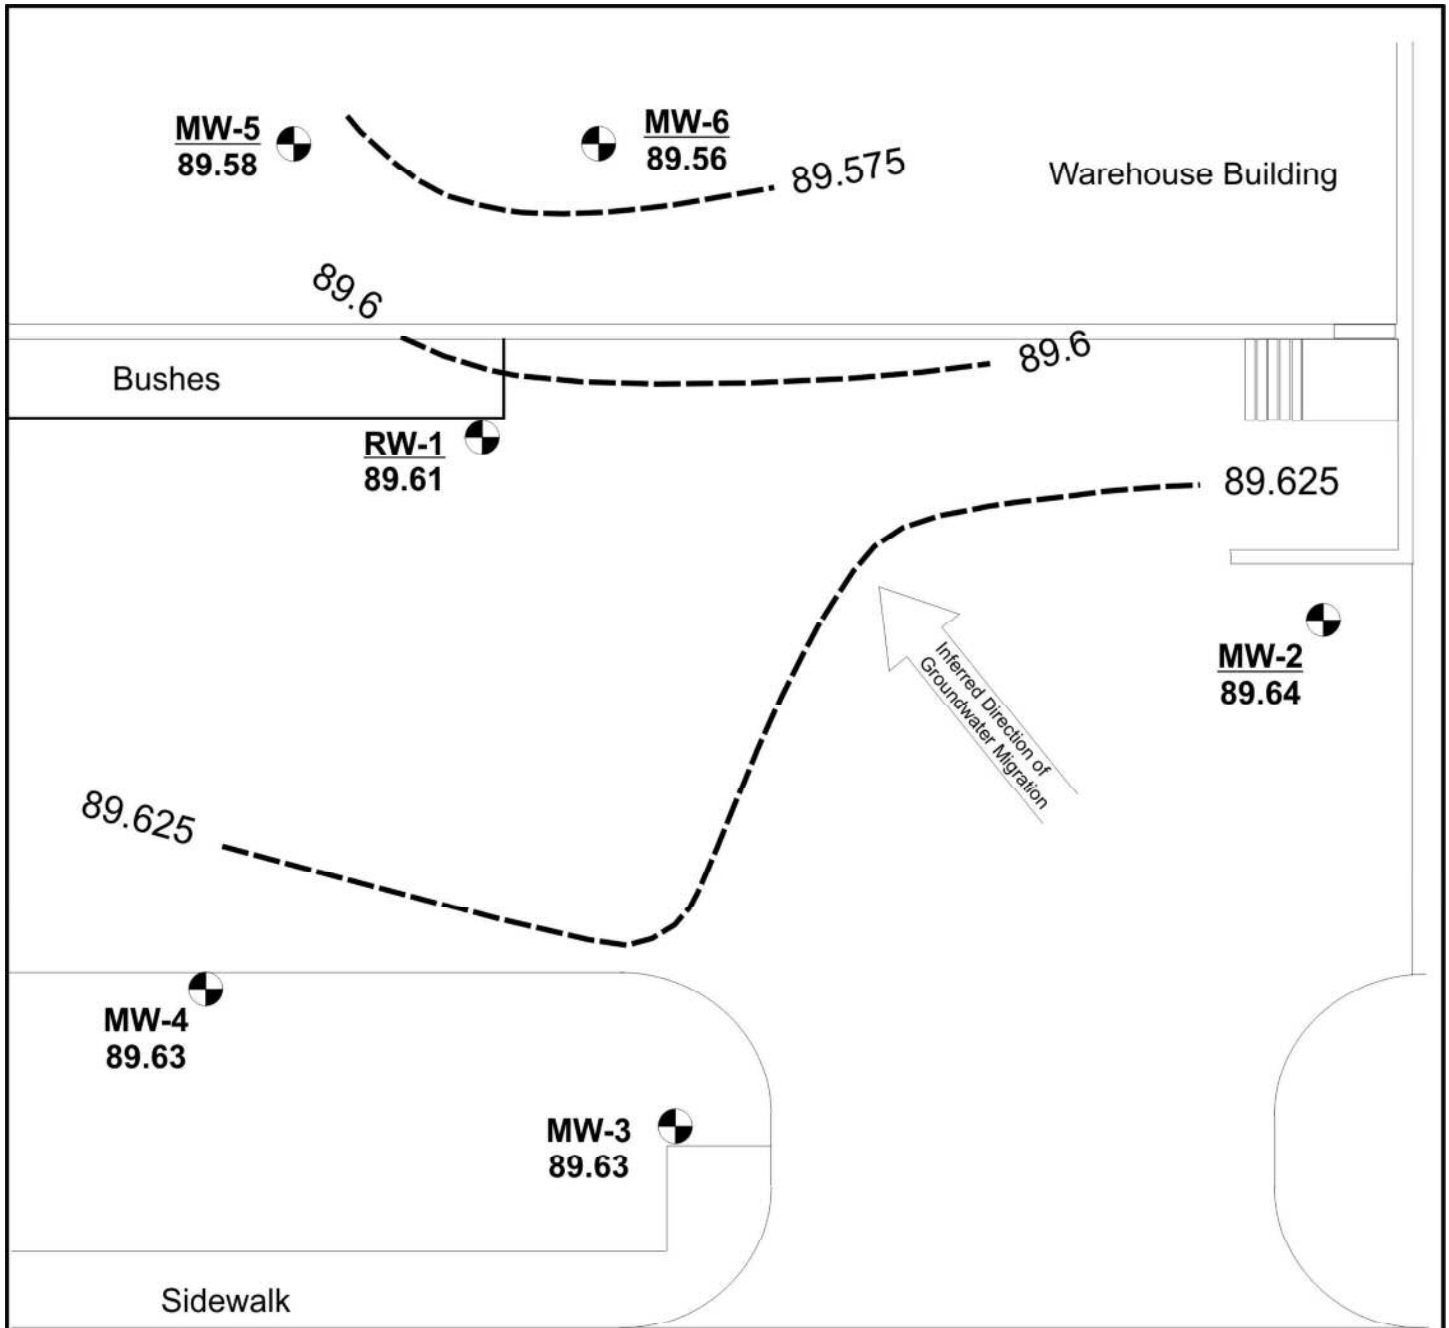 MW-5
89.58
MW-6
89.56
89.575
Warehouse Building
89.6
89.6
Bushes
RW-1
89.61
89.625
MW-2
89.64
Inferred Direction of
Groundwater Migration
89.625
MW-4
89.63
MW-3
89.63
Sidewalk